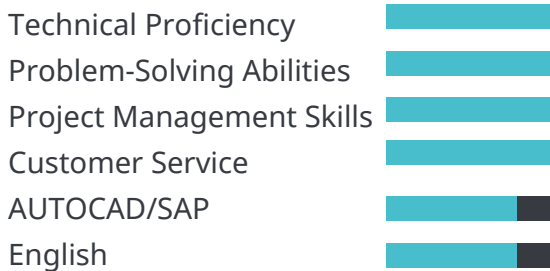 Technical Proficiency
Problem-Solving Abilities
Project Management Skills
Customer Service
AUTOCAD/SAP
English